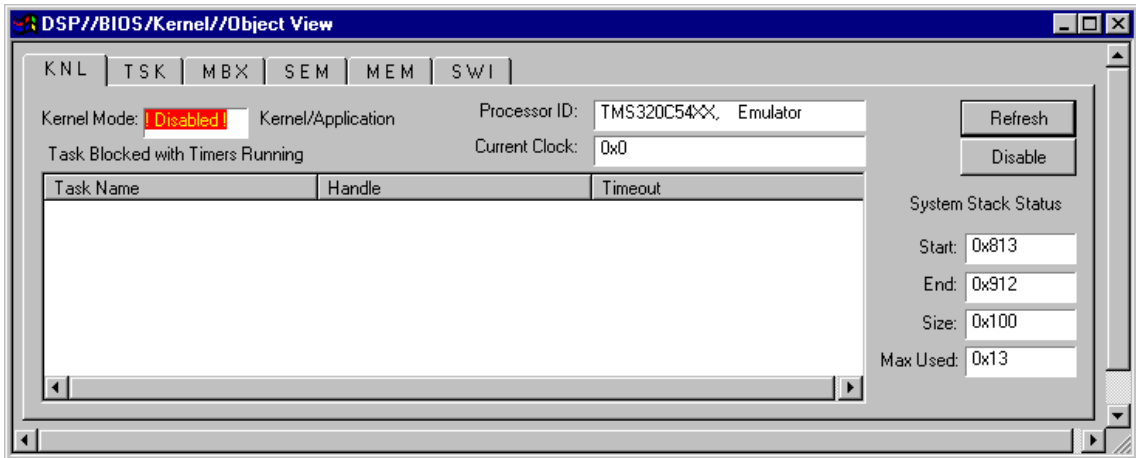 DSP//BIOS/Kernel//Object View
KNL TSK MBX SEM MEM SWI
Kernel Mode: ! Disabled ! Kernel/Application Processor ID: TMS320C54XX, Emulator Refresh
Task Blocked with Timers Running Current Clock: 0x0 Disable
Task Name Handle Timeout
System Stack Status
Start: 0x813
End: 0x912
Size: 0x100
Max Used: 0x13